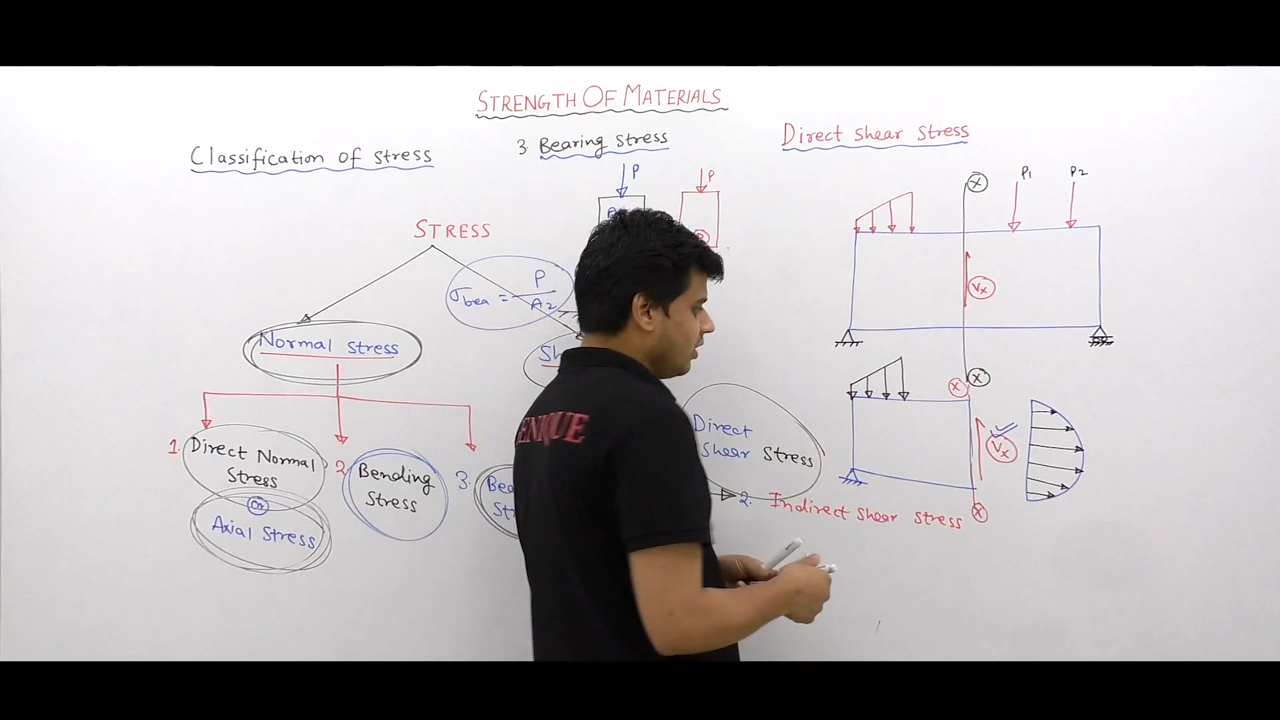 STRENGTH OF MATERIALS
Classification of stress
3 Bearing stress
Direct shear stress
P
P
X
P1
P2
STRESS
σbea = P/A2
Vx
Normal stress
X
X
1. Direct Normal
Stress
or
Axial Stress
2. Bending
Stress
3.
Direct
Shear Stress
Vx
2. Indirect shear stress
X